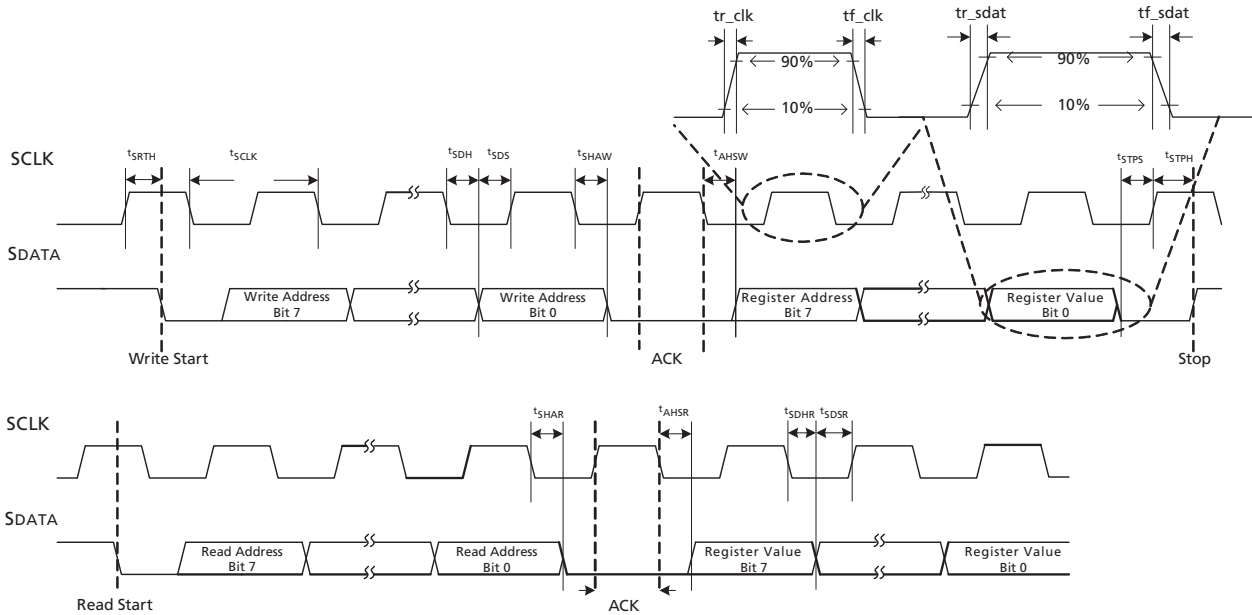 tr_clk tf_clk tr_sdat tf_sdat
90% 90%
10% 10%
SCLK tSRTH tSCLK tSDH tSDS tSHAW tAHSW tSTPS tSTPH
SDATA
Write Address Bit 7
Write Address Bit 0
Register Address Bit 7
Register Value Bit 0
Write Start ACK Stop
SCLK tSHAR tAHSR tSDHR tSDSR
SDATA
Read Address Bit 7
Read Address Bit 0
Register Value Bit 7
Register Value Bit 0
Read Start ACK